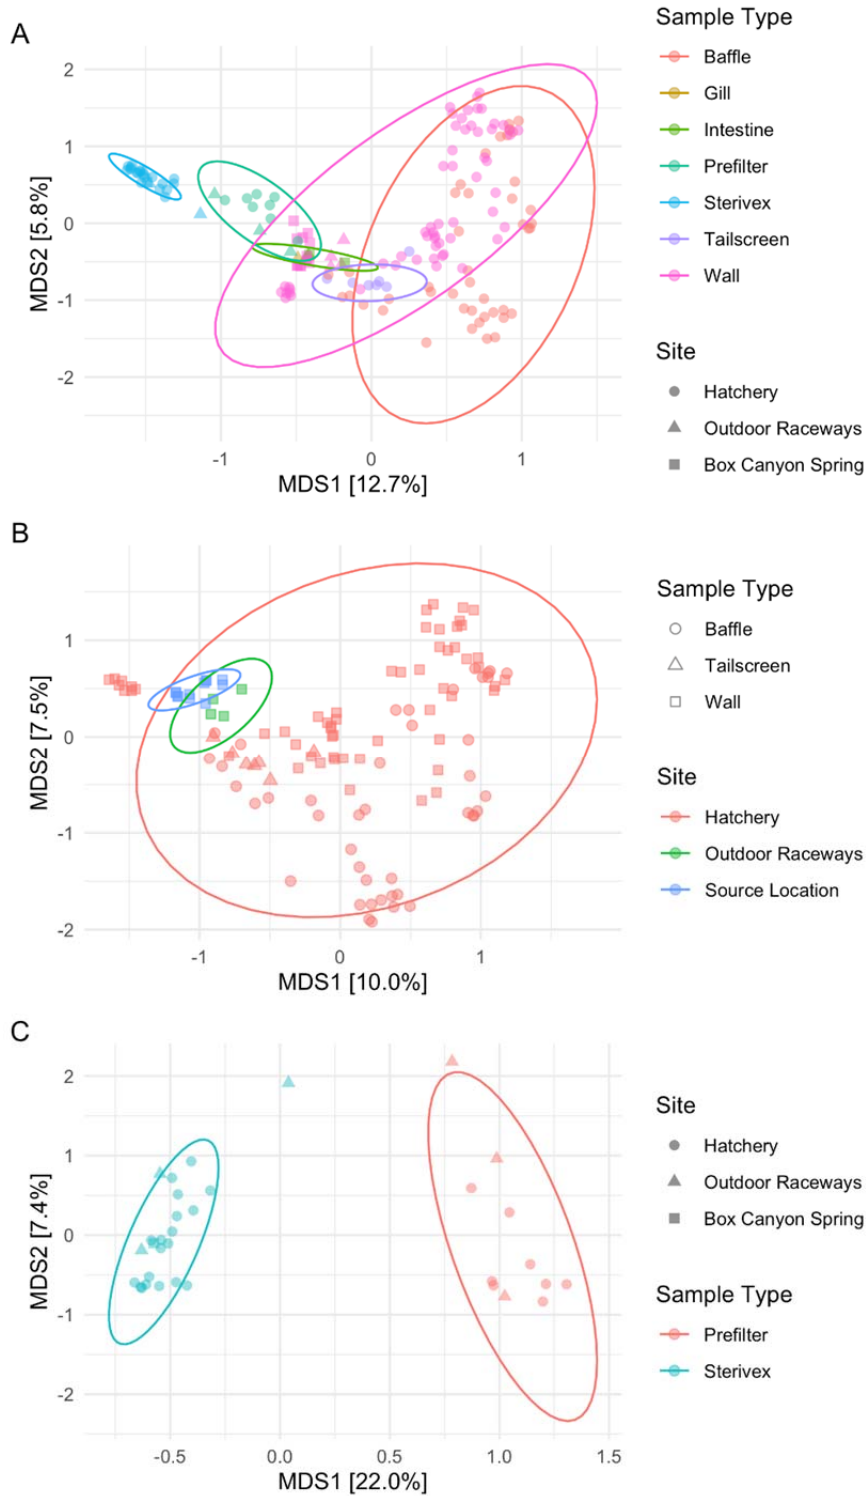 A
2
1
0
-1
-2
MDS2 [5.8%]
-1 0 1
MDS1 [12.7%]
Sample Type
Baffle
Gill
Intestine
Prefilter
Sterivex
Tailscreen
Wall
Site
Hatchery
Outdoor Raceways
Box Canyon Spring
B
1
0
-1
-2
MDS2 [7.5%]
-1 0 1
MDS1 [10.0%]
Sample Type
Baffle
Tailscreen
Wall
Site
Hatchery
Outdoor Raceways
Source Location
C
2
1
0
-1
-2
MDS2 [7.4%]
-0.5 0.0 0.5 1.0 1.5
MDS1 [22.0%]
Site
Hatchery
Outdoor Raceways
Box Canyon Spring
Sample Type
Prefilter
Sterivex